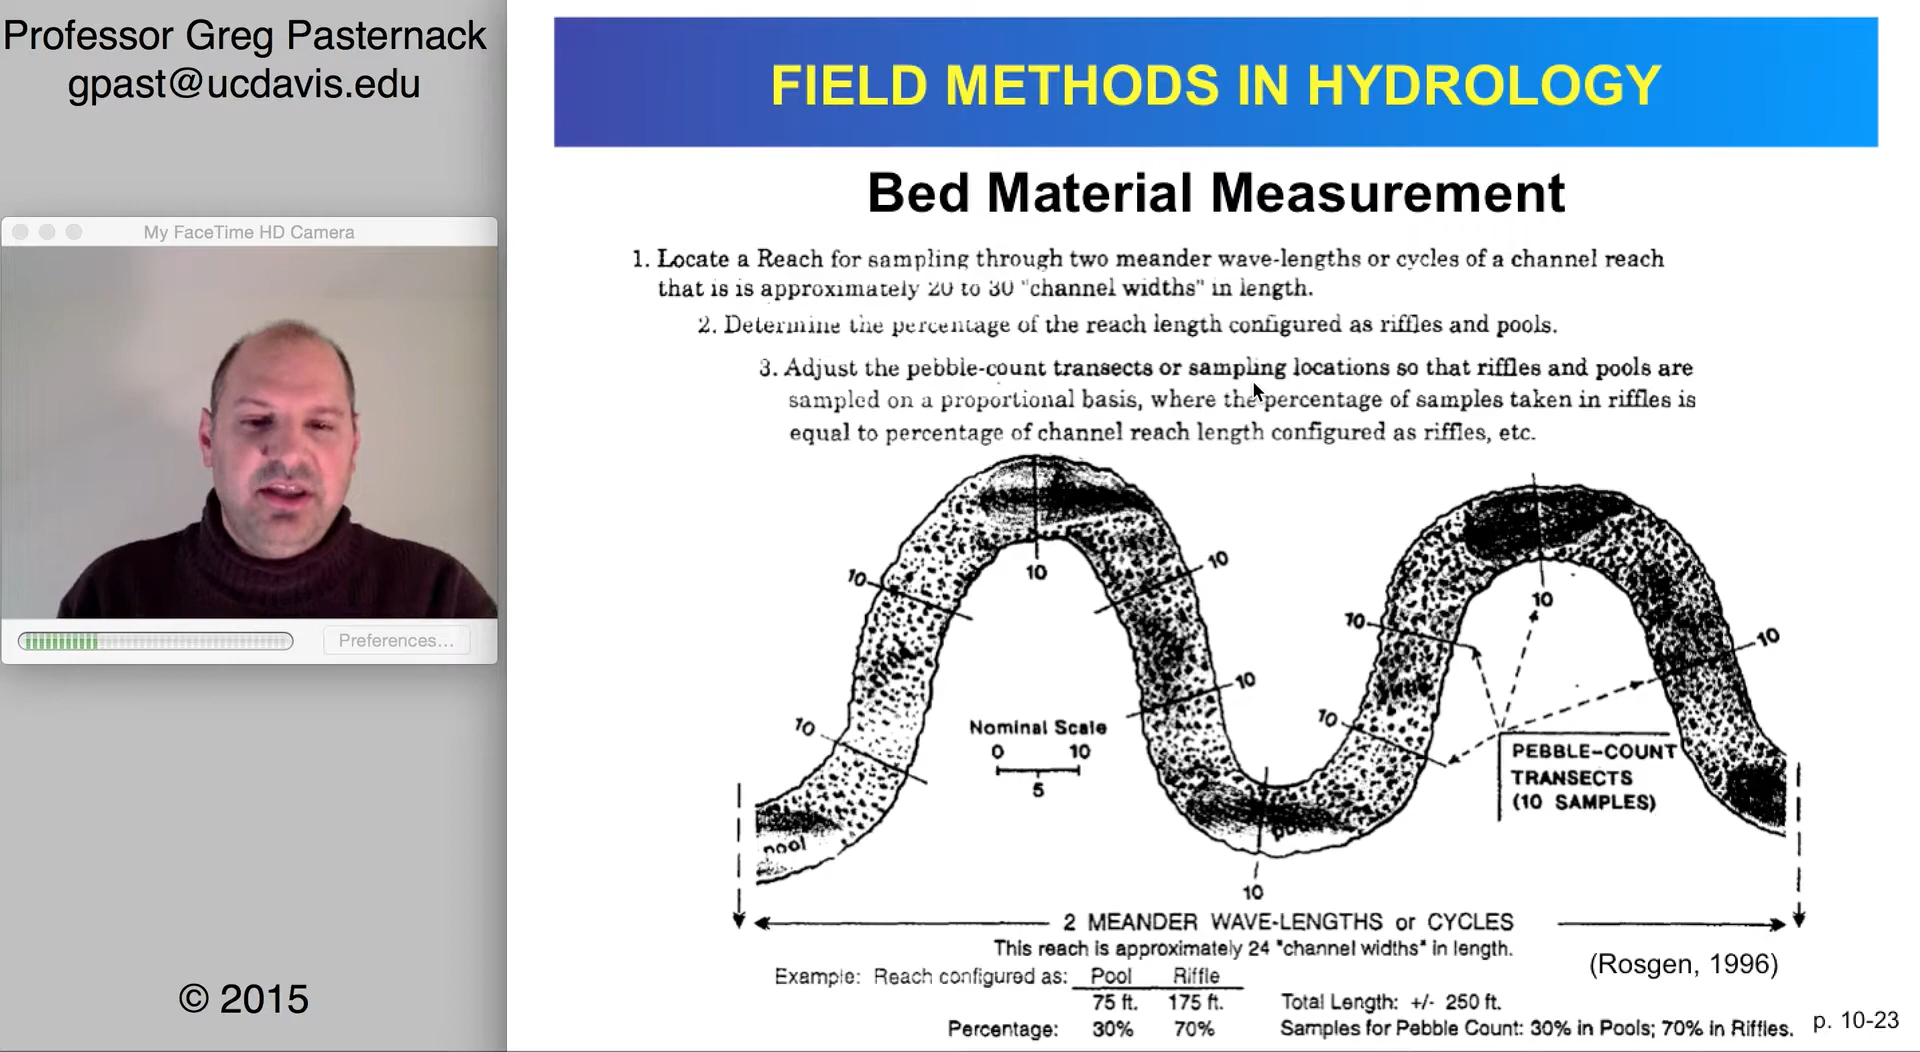 Professor Greg Pasternack
gpast@ucdavis.edu
My FaceTime HD Camera
Preferences...
© 2015
FIELD METHODS IN HYDROLOGY
Bed Material Measurement
1. Locate a Reach for sampling through two meander wave-lengths or cycles of a channel reach
that is is approximately 20 to 30 "channel widths" in length.
2. Determine the percentage of the reach length configured as riffles and pools.
3. Adjust the pebble-count transects or sampling locations so that riffles and pools are
sampled on a proportional basis, where the percentage of samples taken in riffles is
equal to percentage of channel reach length configured as riffles, etc.
10
10
10
10
10
10
10
10
10
10
Nominal Scale
0 10
5
pool
pool
PEBBLE-COUNT
TRANSECTS
(10 SAMPLES)
2 MEANDER WAVE-LENGTHS or CYCLES
This reach is approximately 24 "channel widths" in length.
(Rosgen, 1996)
Example: Reach configured as: Pool Riffle
75 ft. 175 ft. Total Length: +/- 250 ft.
Percentage: 30% 70% Samples for Pebble Count: 30% in Pools; 70% in Riffles.
p. 10-23